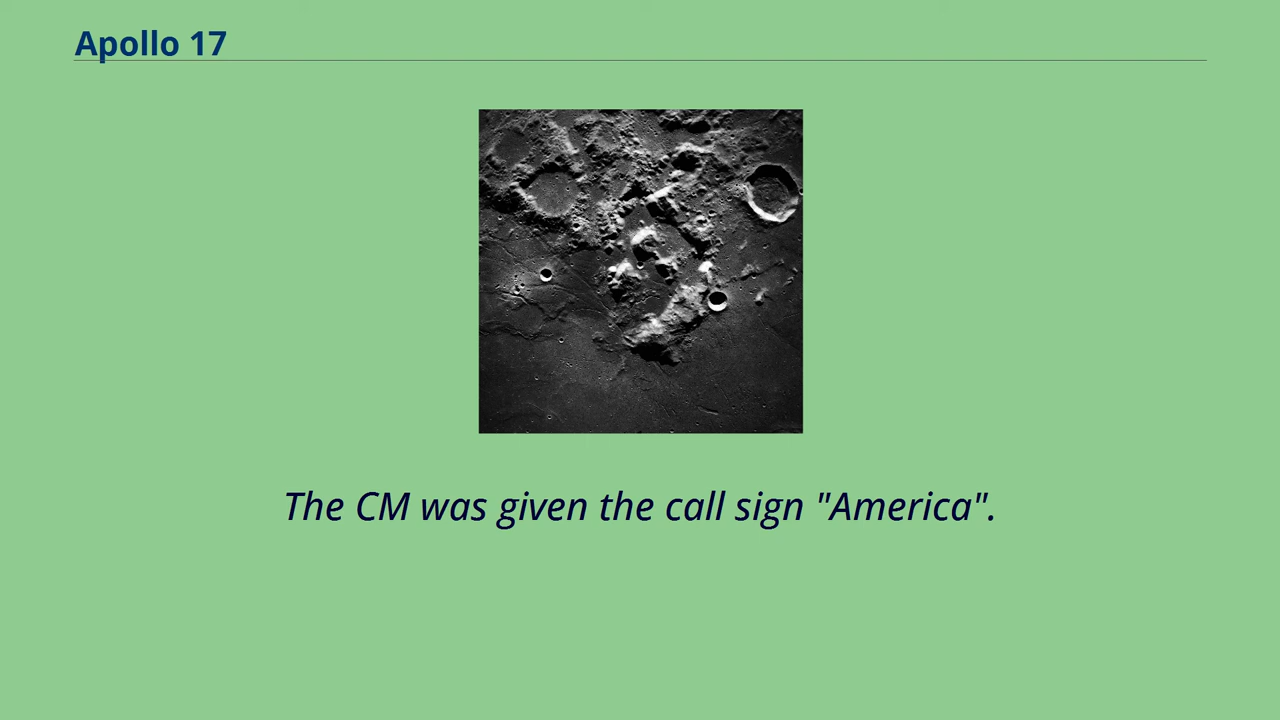 Apollo 17
The CM was given the call sign "America".